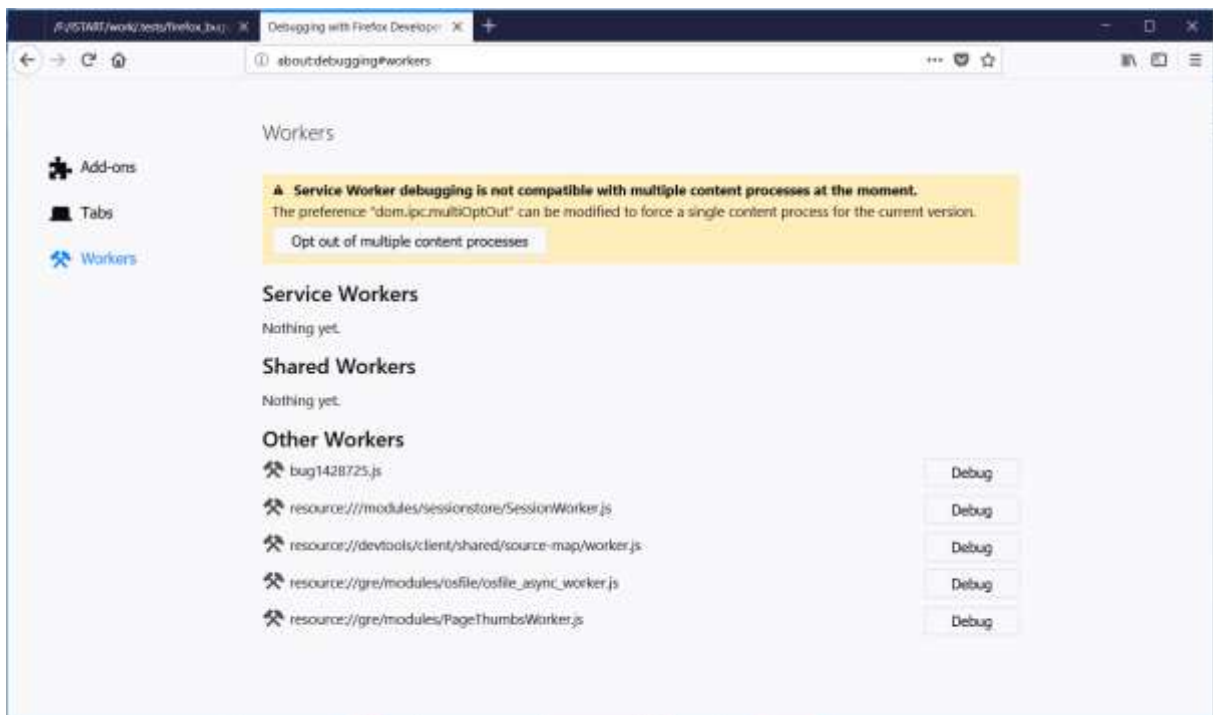 Debugging with Firefox Develope
about:debugging#workers
Workers
Add-ons
Tabs
Workers
Service Worker debugging is not compatible with multiple content processes at the moment.
The preference "dom.ipc.multiOptOut" can be modified to force a single content process for the current version.
Opt out of multiple content processes
Service Workers
Nothing yet.
Shared Workers
Nothing yet.
Other Workers
bug1428725.js Debug
resource:///modules/sessionstore/SessionWorker.js Debug
resource://devtools/client/shared/source-map/worker.js Debug
resource://gre/modules/osfile/osfile_async_worker.js Debug
resource://gre/modules/PageThumbsWorker.js Debug